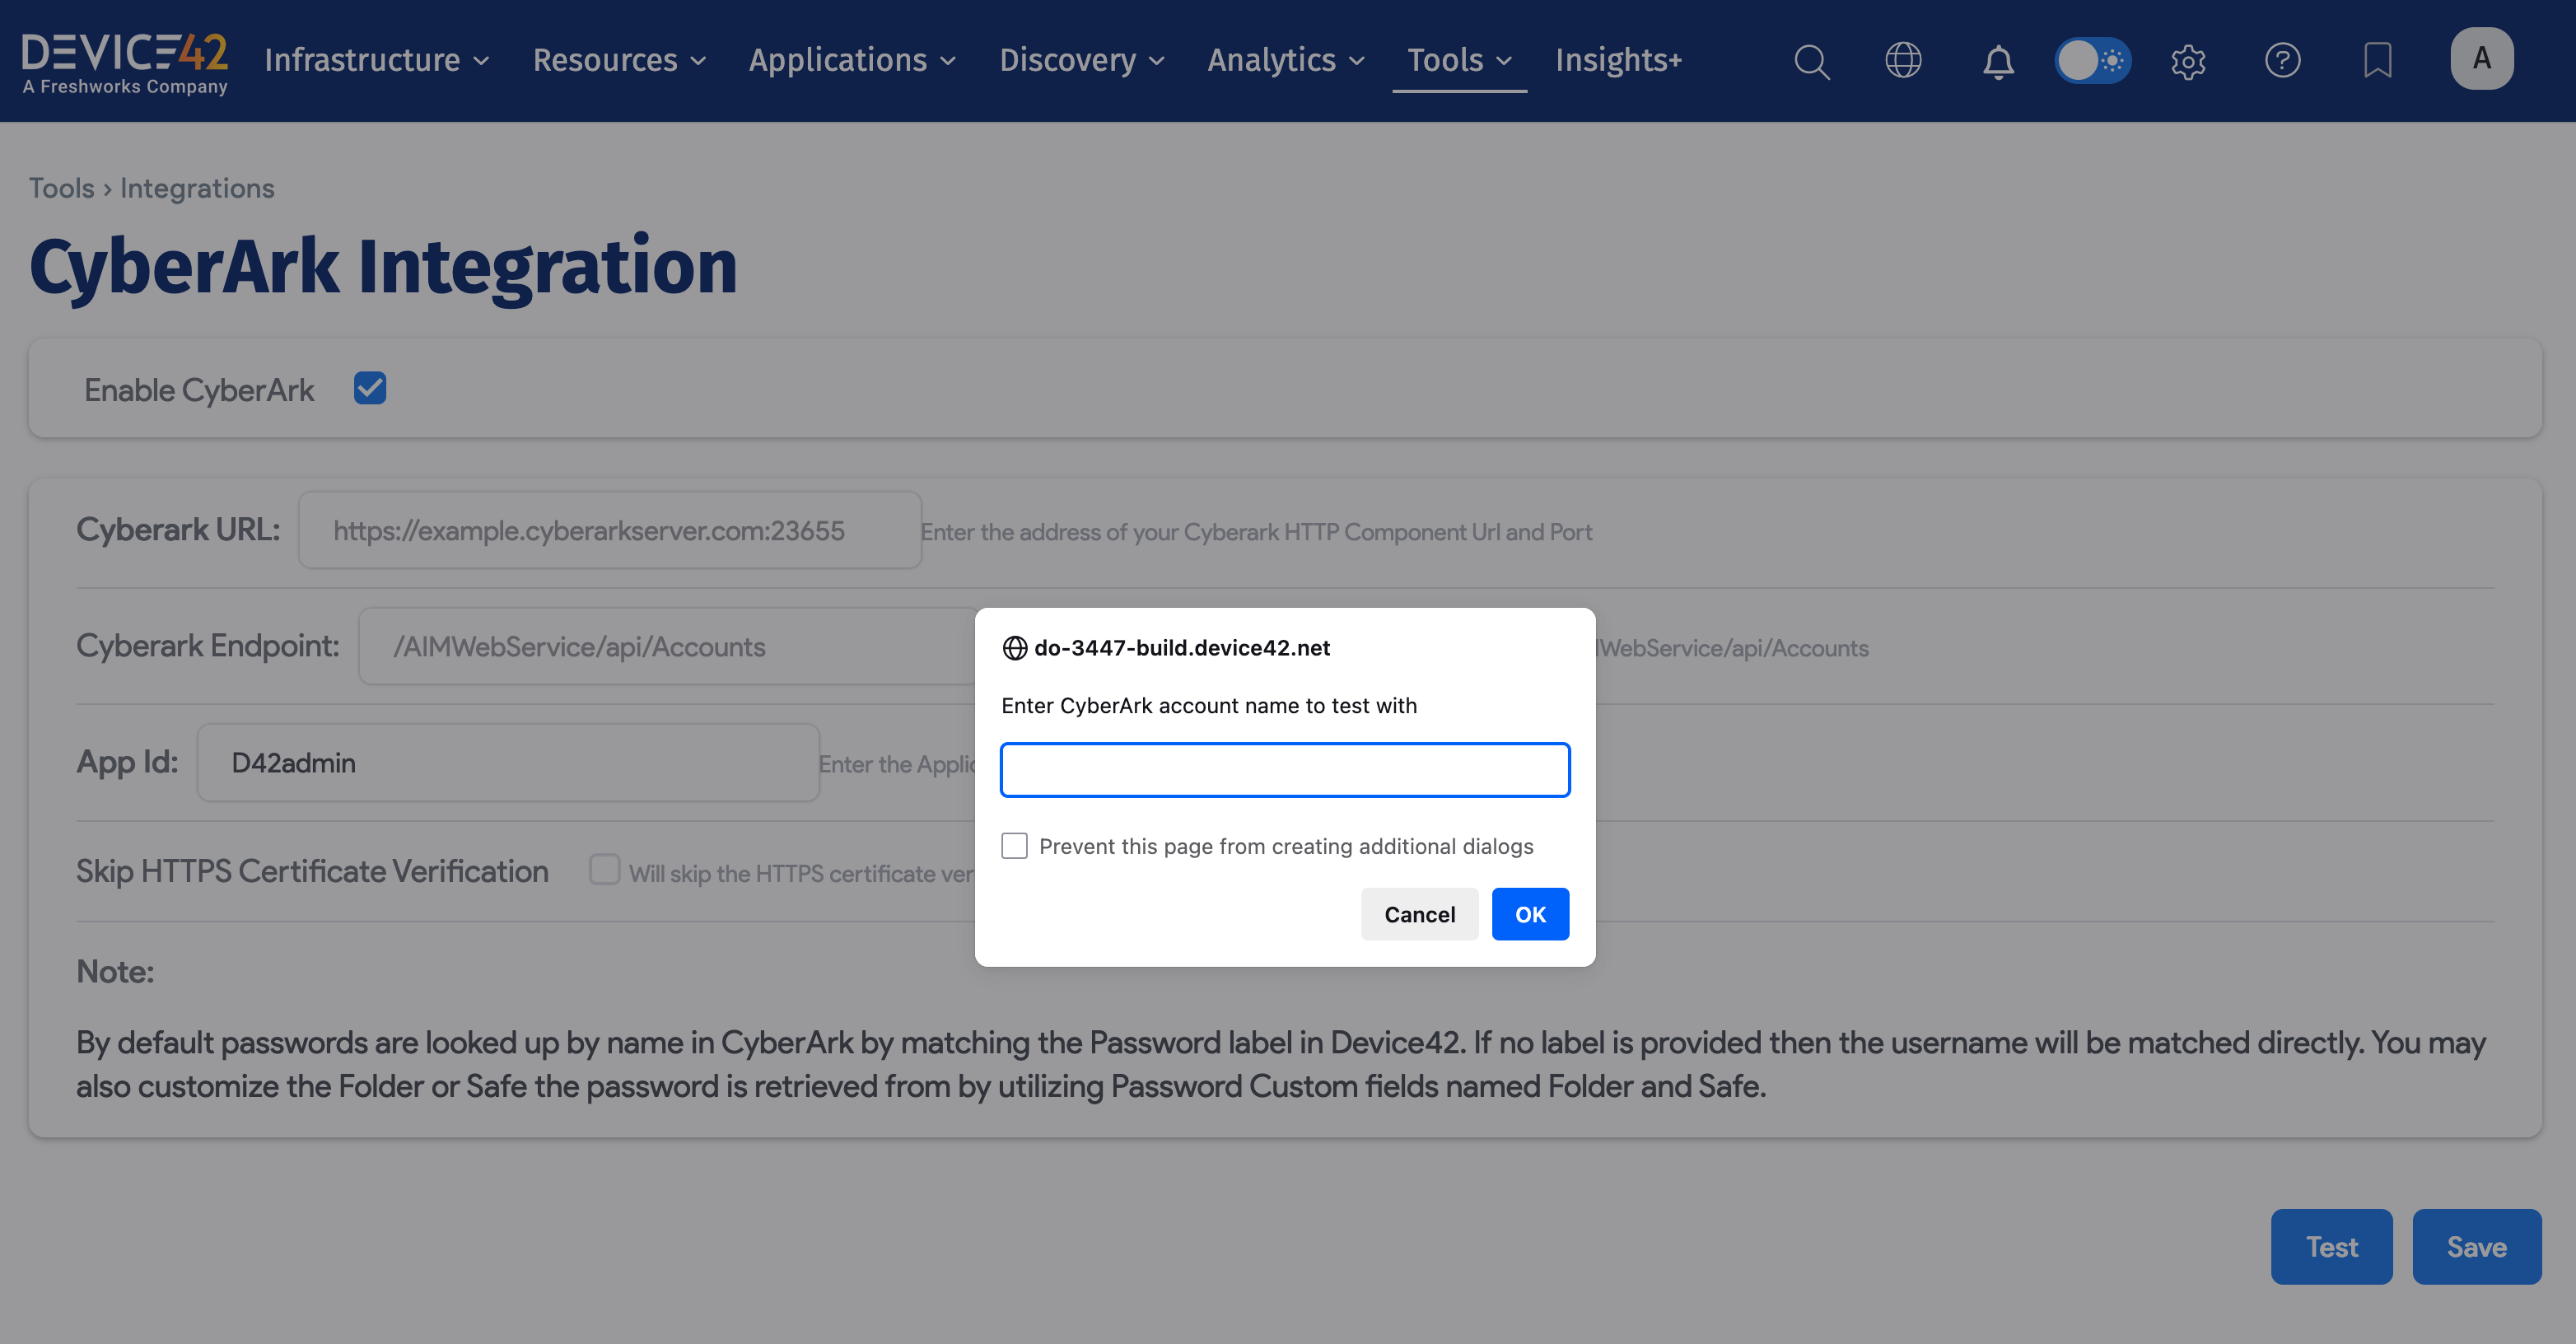 DEVICE42
A Freshworks Company
Infrastructure
Resources
Applications
Discovery
Analytics
Tools
Insights+
A
Tools › Integrations
CyberArk Integration
Enable CyberArk
Cyberark URL:
https://example.cyberarkserver.com:23655
Enter the address of your Cyberark HTTP Component Url and Port
Cyberark Endpoint:
/AIMWebService/api/Accounts
WebService/api/Accounts
App Id:
D42admin
Enter the
Skip HTTPS Certificate Verification
Will skip the HTTPS certificate
do-3447-build.device42.net
Enter CyberArk account name to test with
Prevent this page from creating additional dialogs
Cancel
OK
Note:
By default passwords are looked up by name in CyberArk by matching the Password label in Device42. If no label is provided then the username will be matched directly. You may
also customize the Folder or Safe the password is retrieved from by utilizing Password Custom fields named Folder and Safe.
Test
Save